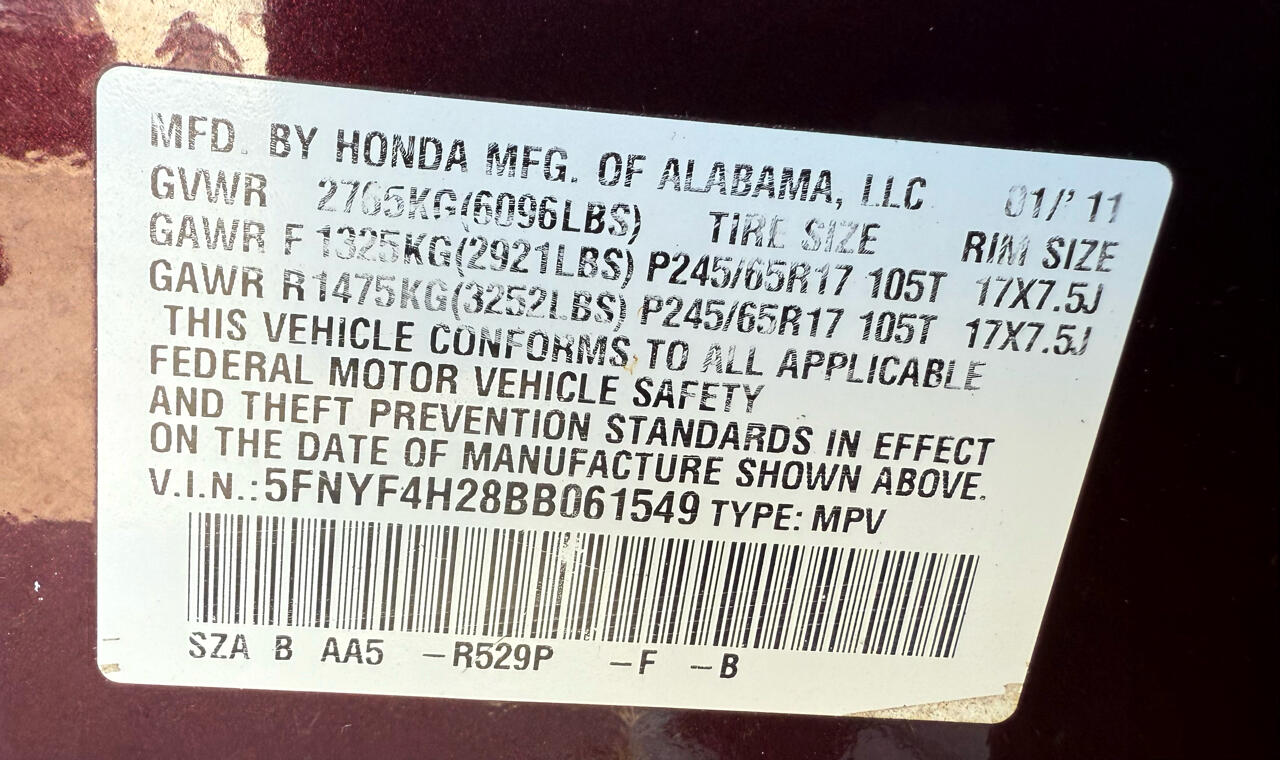 MFD. BY HONDA MFG. OF ALABAMA, LLC 01/' 11
GVWR 2765KG(6096LBS) TIRE SIZE RIM SIZE
GAWR F 1325KG(2921LBS) P245/65R17 105T 17X7.5J
GAWR R1475KG(3252LBS) P245/65R17 105T 17X7.5J
THIS VEHICLE CONFORMS TO ALL APPLICABLE
FEDERAL MOTOR VEHICLE SAFETY
AND THEFT PREVENTION STANDARDS IN EFFECT
ON THE DATE OF MANUFACTURE SHOWN ABOVE.
V.I.N.: 5FNYF4H28BB061549 TYPE: MPV
SZA B AA5 –R529P –F –B